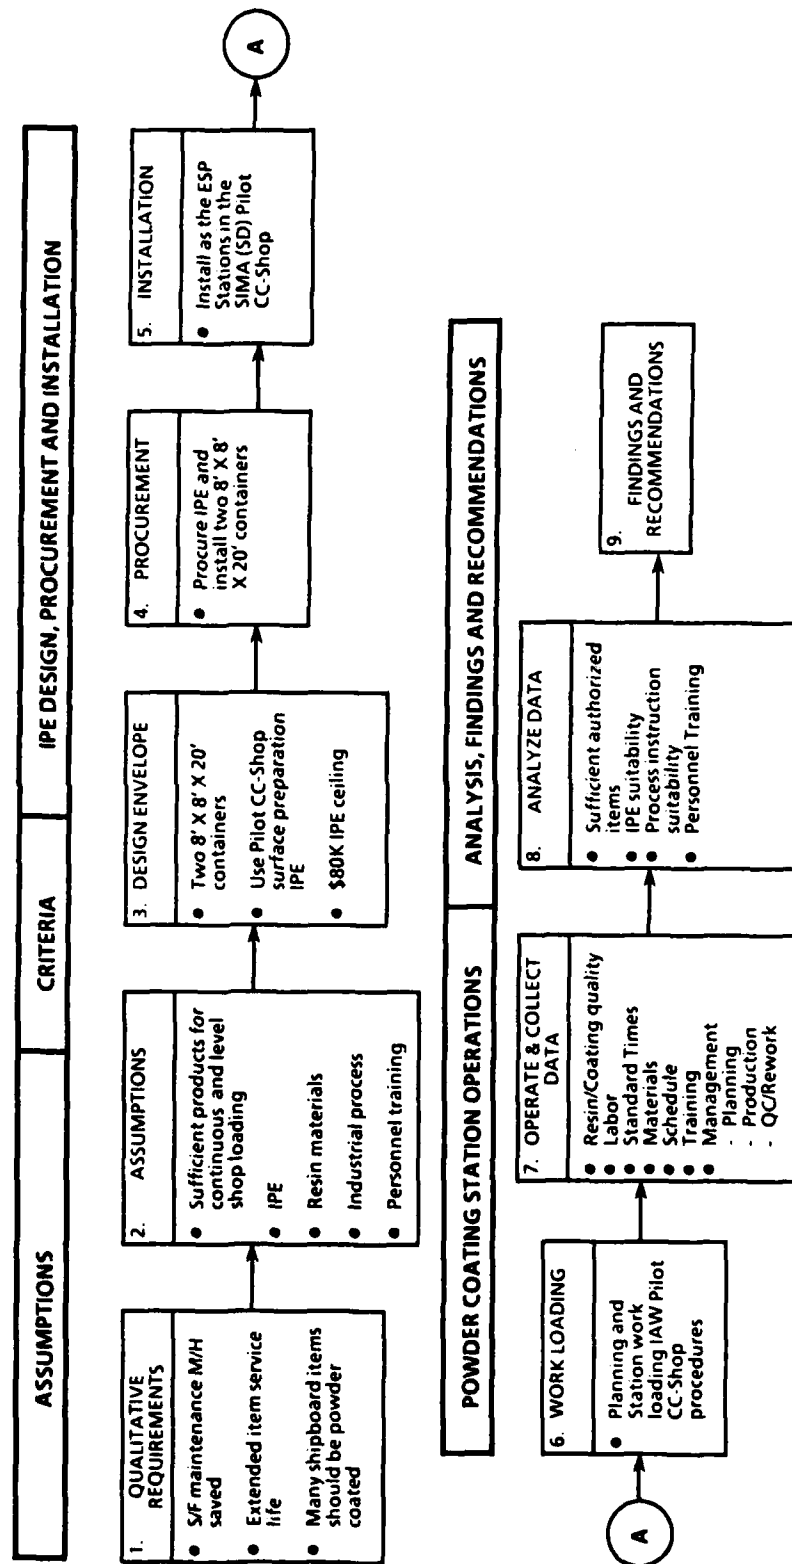 ASSUMPTIONS
CRITERIA
IPE DESIGN, PROCUREMENT AND INSTALLATION
1. QUALITATIVE
REQUIREMENTS
● S/F maintenance M/H
saved
● Extended item service
life
● Many shipboard items
should be powder
coated
2. ASSUMPTIONS
● Sufficient products for
continuous and level
shop loading
● IPE
● Resin materials
● Industrial process
● Personnel training
3. DESIGN ENVELOPE
● Two 8' X 8' X 20'
containers
● Use Pilot CC-Shop
surface preparation
IPE
● $80K IPE ceiling
4. PROCUREMENT
● Procure IPE and
install two 8' X 8'
X 20' containers
5. INSTALLATION
● Install as the ESP
Stations in the
SIMA (SD) Pilot
CC-Shop
A
POWDER COATING STATION OPERATIONS
ANALYSIS, FINDINGS AND RECOMMENDATIONS
A
6. WORK LOADING
● Planning and
Station work
loading IAW Pilot
CC-Shop
procedures
7. OPERATE & COLLECT
DATA
● Resin/Coating quality
● Labor
● Standard Times
● Materials
● Schedule
● Training
● Management
- Planning
- Production
- QC/Rework
8. ANALYZE DATA
● Sufficient authorized
items
● IPE suitability
● Process instruction
suitability
● Personnel Training
9. FINDINGS AND
RECOMMENDATIONS